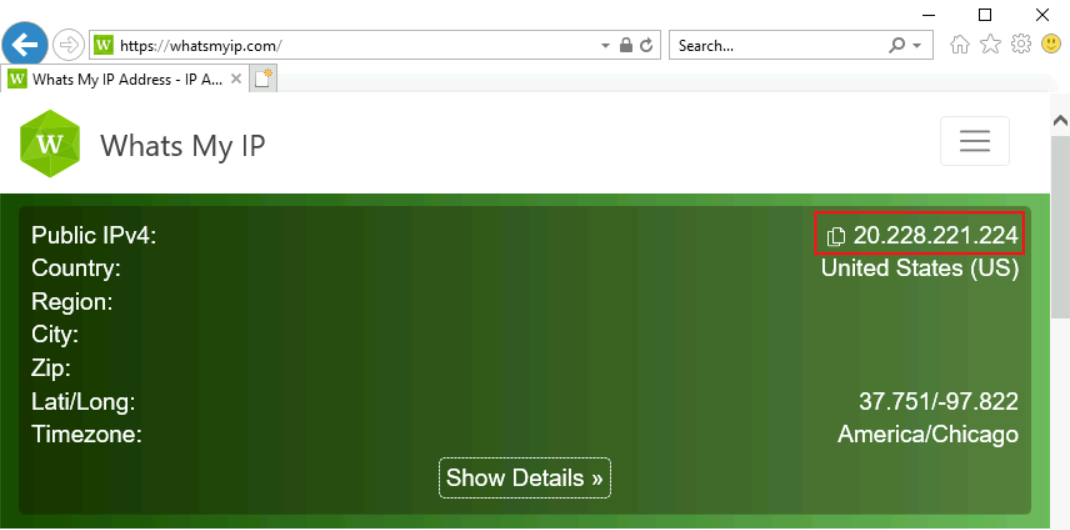 https://whatsmyip.com/
Search...
W Whats My IP Address - IP A...
W Whats My IP
Public IPv4: 20.228.221.224
Country: United States (US)
Region:
City:
Zip:
Lati/Long: 37.751/-97.822
Timezone: America/Chicago
Show Details »